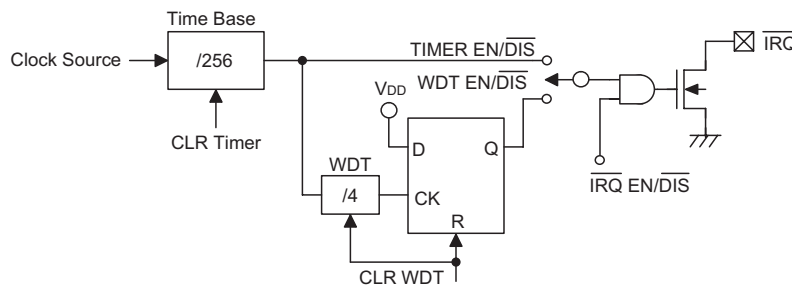 Time Base
Clock Source
/256
CLR Timer
TIMER EN/DIS
WDT EN/DIS
IRQ
VDD
D
Q
CK
R
WDT
/4
CLR WDT
IRQ EN/DIS